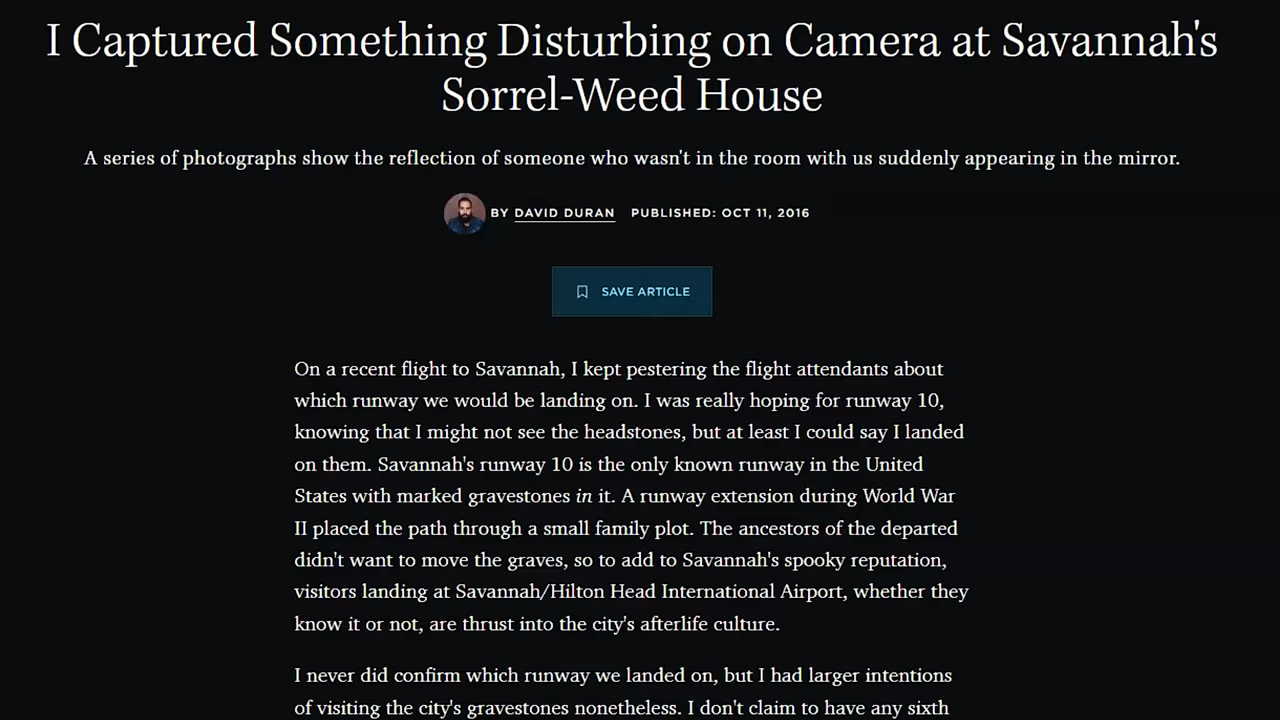 I Captured Something Disturbing on Camera at Savannah's
Sorrel-Weed House
A series of photographs show the reflection of someone who wasn't in the room with us suddenly appearing in the mirror.
BY DAVID DURAN PUBLISHED: OCT 11, 2016
SAVE ARTICLE
On a recent flight to Savannah, I kept pestering the flight attendants about
which runway we would be landing on. I was really hoping for runway 10,
knowing that I might not see the headstones, but at least I could say I landed
on them. Savannah's runway 10 is the only known runway in the United
States with marked gravestones in it. A runway extension during World War
II placed the path through a small family plot. The ancestors of the departed
didn't want to move the graves, so to add to Savannah's spooky reputation,
visitors landing at Savannah/Hilton Head International Airport, whether they
know it or not, are thrust into the city's afterlife culture.
I never did confirm which runway we landed on, but I had larger intentions
of visiting the city's gravestones nonetheless. I don't claim to have any sixth